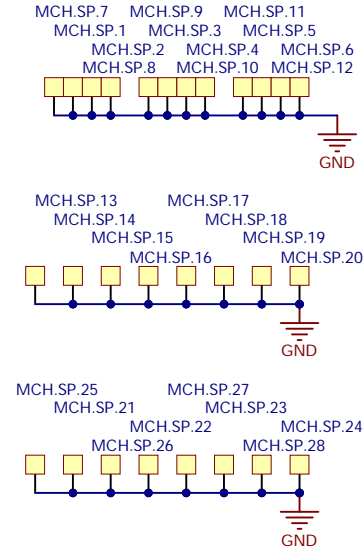 MCH.SP.7 MCH.SP.9 MCH.SP.11
MCH.SP.1 MCH.SP.3 MCH.SP.5
MCH.SP.2 MCH.SP.4 MCH.SP.6
MCH.SP.8 MCH.SP.10 MCH.SP.12
GND
MCH.SP.13 MCH.SP.17
MCH.SP.14 MCH.SP.18
MCH.SP.15 MCH.SP.19
MCH.SP.16 MCH.SP.20
GND
MCH.SP.25 MCH.SP.27
MCH.SP.21 MCH.SP.23
MCH.SP.22 MCH.SP.24
MCH.SP.26 MCH.SP.28
GND